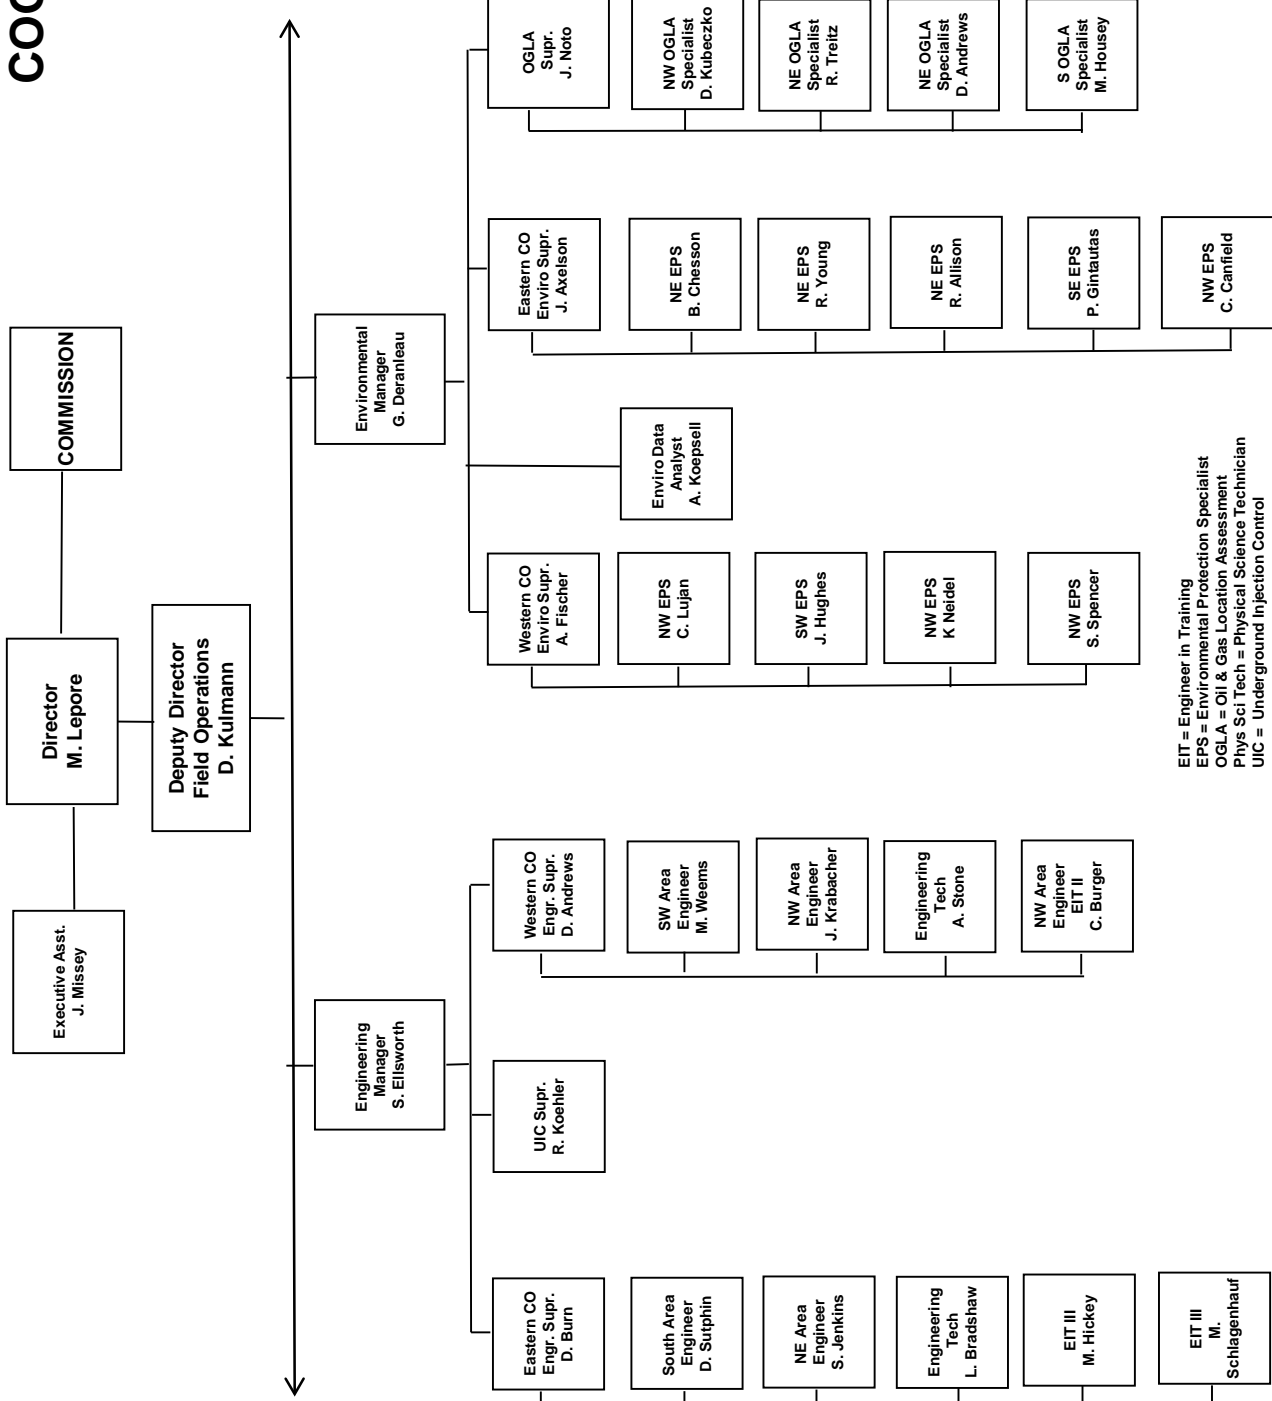 Executive Asst.
J. Missey
Director
M. Lepore
COMMISSION
Deputy Director
Field Operations
D. Kulmann
Engineering
Manager
S. Ellsworth
Environmental
Manager
G. Deranleau
Eastern CO
Engr. Supr.
D. Burn
South Area
Engineer
D. Sutphin
NE Area
Engineer
S. Jenkins
Engineering
Tech
L. Bradshaw
EIT III
M. Hickey
EIT III
M.
Schlagenhauf
UIC Supr.
R. Koehler
Western CO
Engr. Supr.
D. Andrews
SW Area
Engineer
M. Weems
NW Area
Engineer
J. Krabacher
Engineering
Tech
A. Stone
NW Area
Engineer
EIT II
C. Burger
Western CO
Enviro Supr.
A. Fischer
NW EPS
C. Lujan
SW EPS
J. Hughes
NW EPS
K Neidel
NW EPS
S. Spencer
Enviro Data
Analyst
A. Koepsell
Eastern CO
Enviro Supr.
J. Axelson
NE EPS
B. Chesson
NE EPS
R. Young
NE EPS
R. Allison
SE EPS
P. Gintautas
NW EPS
C. Canfield
OGLA
Supr.
J. Noto
NW OGLA
Specialist
D. Kubeczko
NE OGLA
Specialist
R. Treitz
NE OGLA
Specialist
D. Andrews
S OGLA
Specialist
M. Housey
EIT = Engineer in Training
EPS = Environmental Protection Specialist
OGLA = Oil & Gas Location Assessment
Phys Sci Tech = Physical Science Technician
UIC = Underground Injection Control